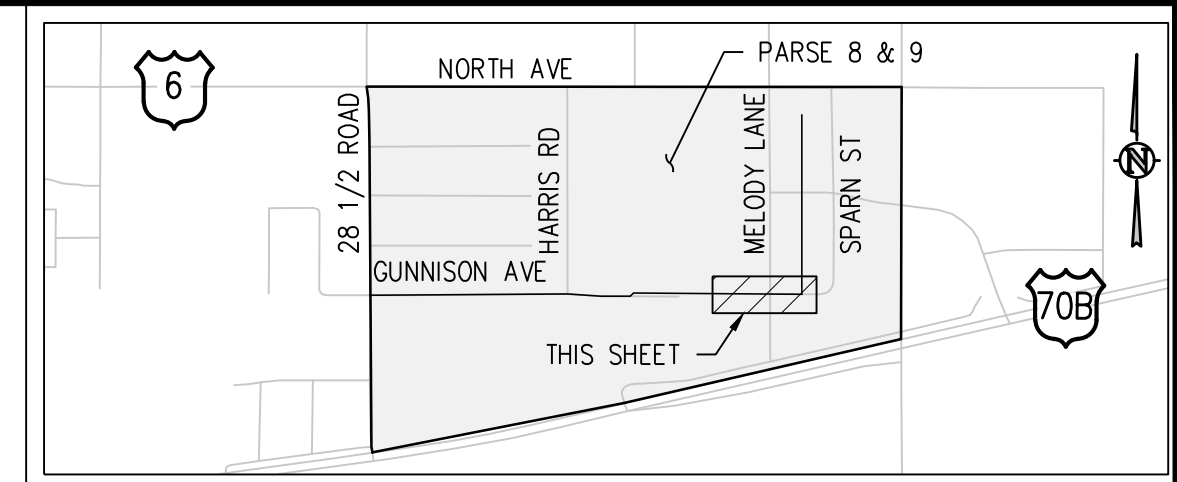 PARSE 8 & 9
NORTH AVE
6
28 1/2 ROAD
HARRIS RD
MELODY LANE
SPARN ST
N
GUNNISON AVE
70B
THIS SHEET